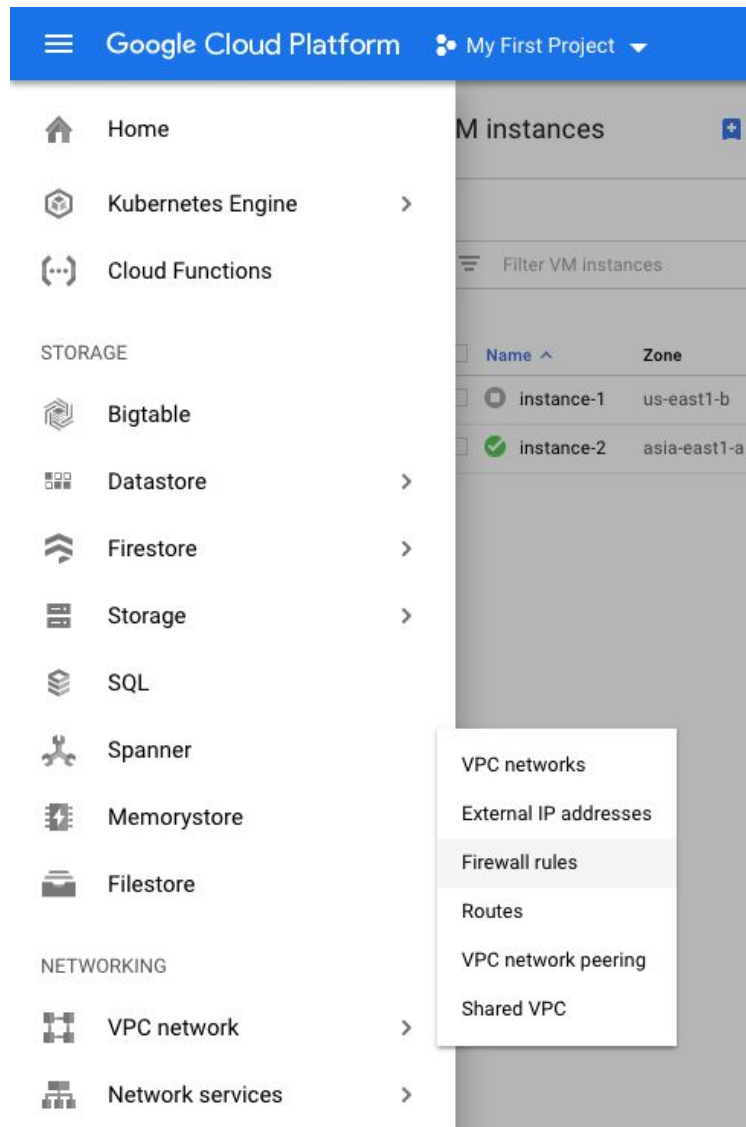 Google Cloud Platform My First Project
Home
Kubernetes Engine
Cloud Functions
STORAGE
Bigtable
Datastore
Firestore
Storage
SQL
Spanner
Memorystore
Filestore
NETWORKING
VPC network
Network services
M instances
Filter VM instances
Name Zone
instance-1 us-east1-b
instance-2 asia-east1-a
VPC networks
External IP addresses
Firewall rules
Routes
VPC network peering
Shared VPC